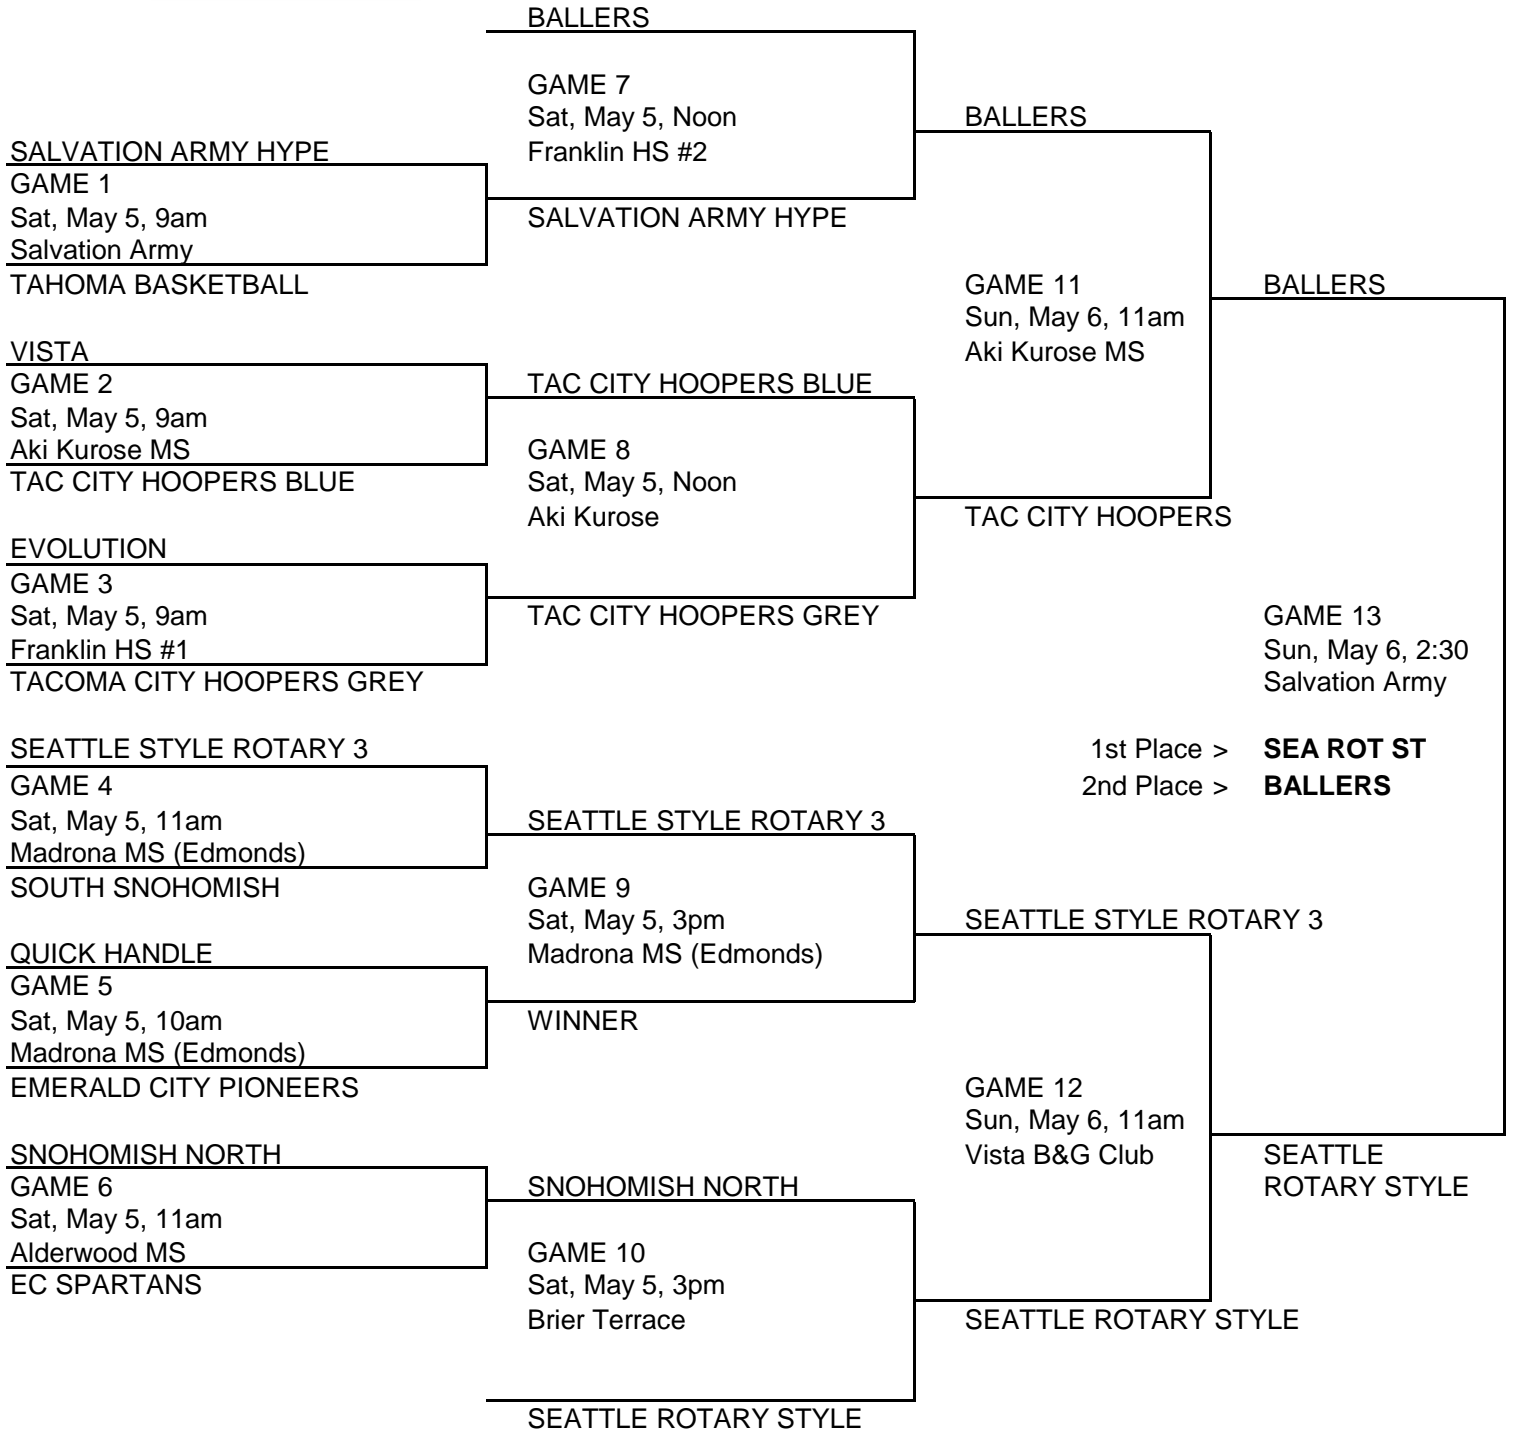 BALLERS
GAME 7
Sat, May 5, Noon
Franklin HS #2
BALLERS
SALVATION ARMY HYPE
GAME 1
Sat, May 5, 9am
Salvation Army
TAHOMA BASKETBALL
SALVATION ARMY HYPE
GAME 11
Sun, May 6, 11am
Aki Kurose MS
BALLERS
VISTA
GAME 2
Sat, May 5, 9am
Aki Kurose MS
TAC CITY HOOPERS BLUE
TAC CITY HOOPERS BLUE
GAME 8
Sat, May 5, Noon
Aki Kurose
TAC CITY HOOPERS
EVOLUTION
GAME 3
Sat, May 5, 9am
Franklin HS #1
TACOMA CITY HOOPERS GREY
TAC CITY HOOPERS GREY
GAME 13
Sun, May 6, 2:30
Salvation Army
1st Place > SEA ROT ST
2nd Place > BALLERS
SEATTLE STYLE ROTARY 3
GAME 4
Sat, May 5, 11am
Madrona MS (Edmonds)
SOUTH SNOHOMISH
SEATTLE STYLE ROTARY 3
GAME 9
Sat, May 5, 3pm
Madrona MS (Edmonds)
SEATTLE STYLE ROTARY 3
QUICK HANDLE
GAME 5
Sat, May 5, 10am
Madrona MS (Edmonds)
EMERALD CITY PIONEERS
WINNER
GAME 12
Sun, May 6, 11am
Vista B&G Club
SEATTLE
ROTARY STYLE
SNOHOMISH NORTH
GAME 6
Sat, May 5, 11am
Alderwood MS
EC SPARTANS
SNOHOMISH NORTH
GAME 10
Sat, May 5, 3pm
Brier Terrace
SEATTLE ROTARY STYLE
SEATTLE ROTARY STYLE